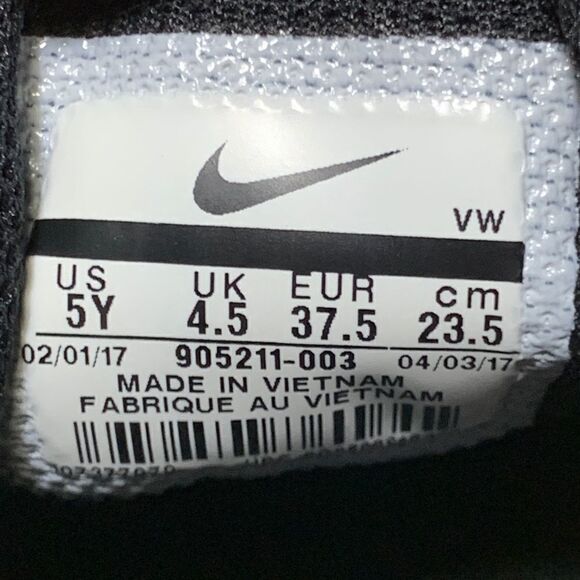 VW
US UK EUR cm
5Y 4.5 37.5 23.5
02/01/17 905211-003 04/03/17
MADE IN VIETNAM
FABRIQUE AU VIETNAM